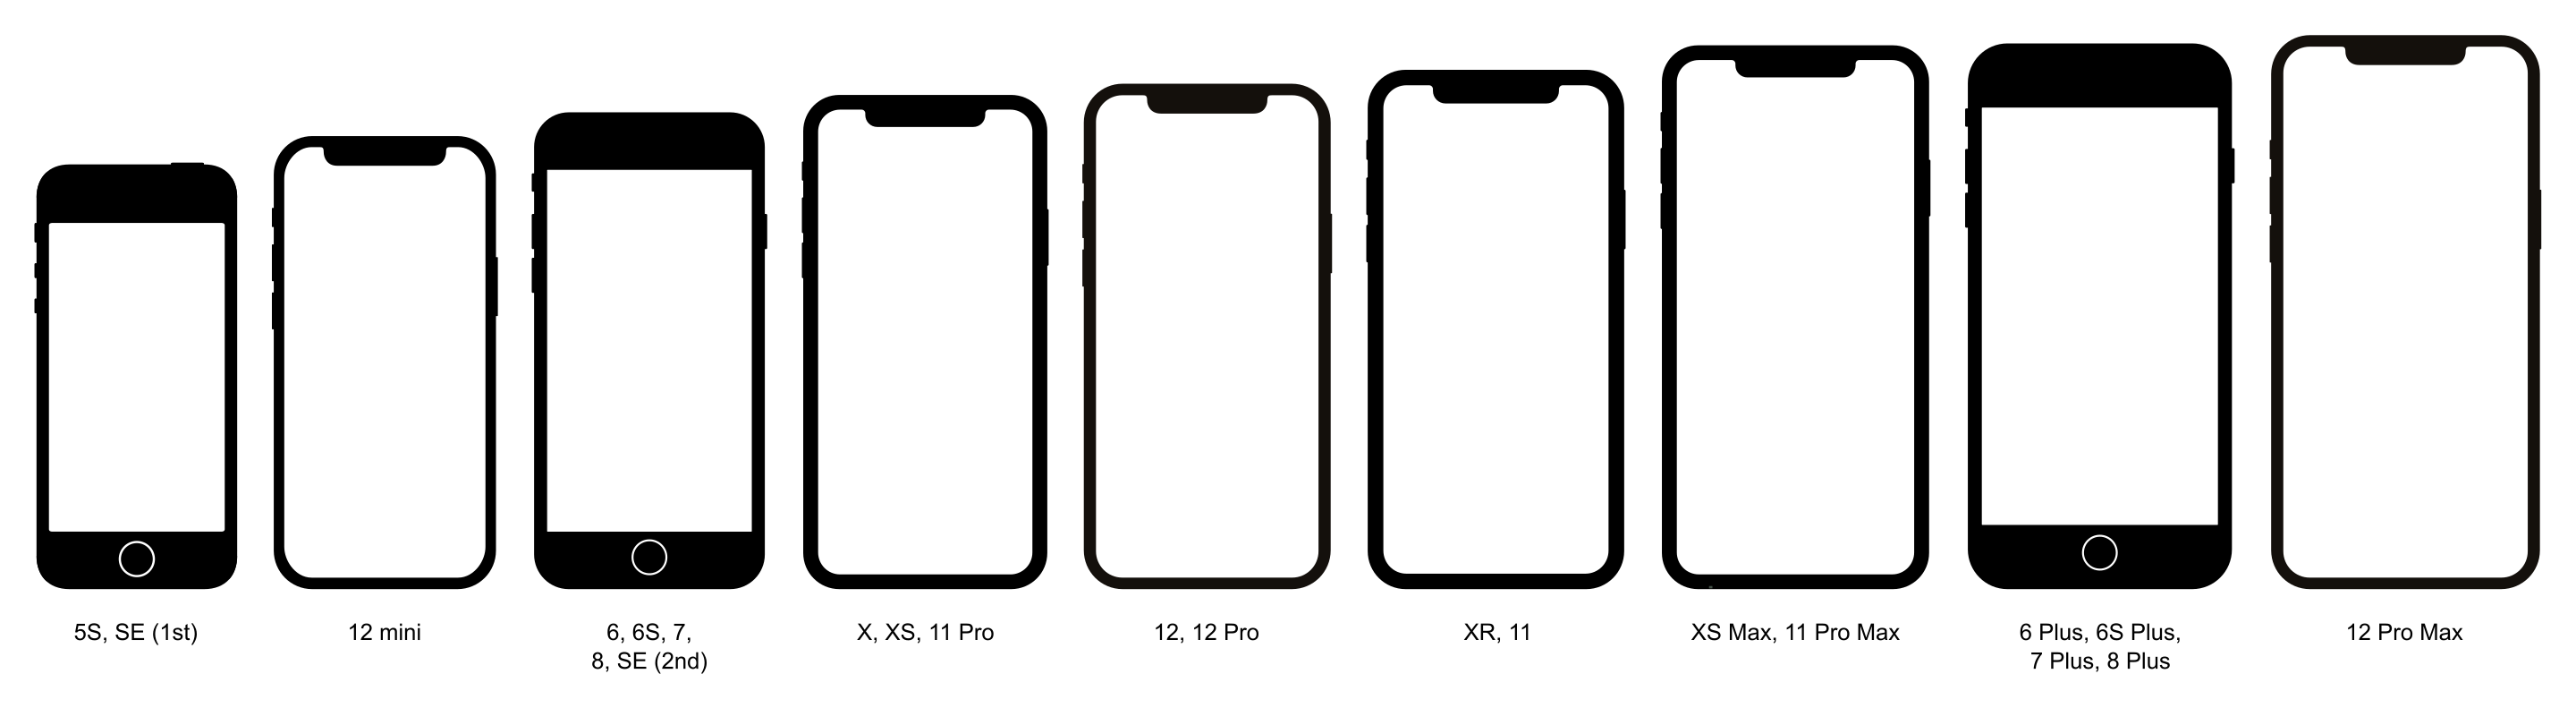 5S, SE (1st)
12 mini
6, 6S, 7,
8, SE (2nd)
X, XS, 11 Pro
12, 12 Pro
XR, 11
XS Max, 11 Pro Max
6 Plus, 6S Plus,
7 Plus, 8 Plus
12 Pro Max